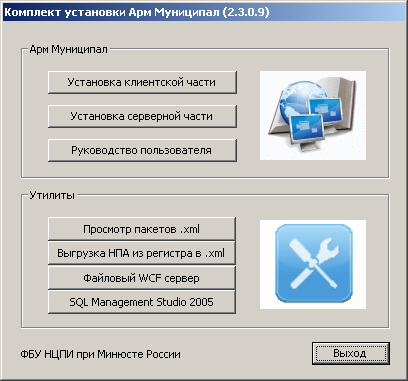 Комплект установки Арм Муниципал (2.3.0.9)
Арм Муниципал
Установка клиентской части
Установка серверной части
Руководство пользователя
Утилиты
Просмотр пакетов .xml
Выгрузка НПА из регистра в .xml
Файловый WCF сервер
SQL Management Studio 2005
ФБУ НЦПИ при Минюсте России
Выход